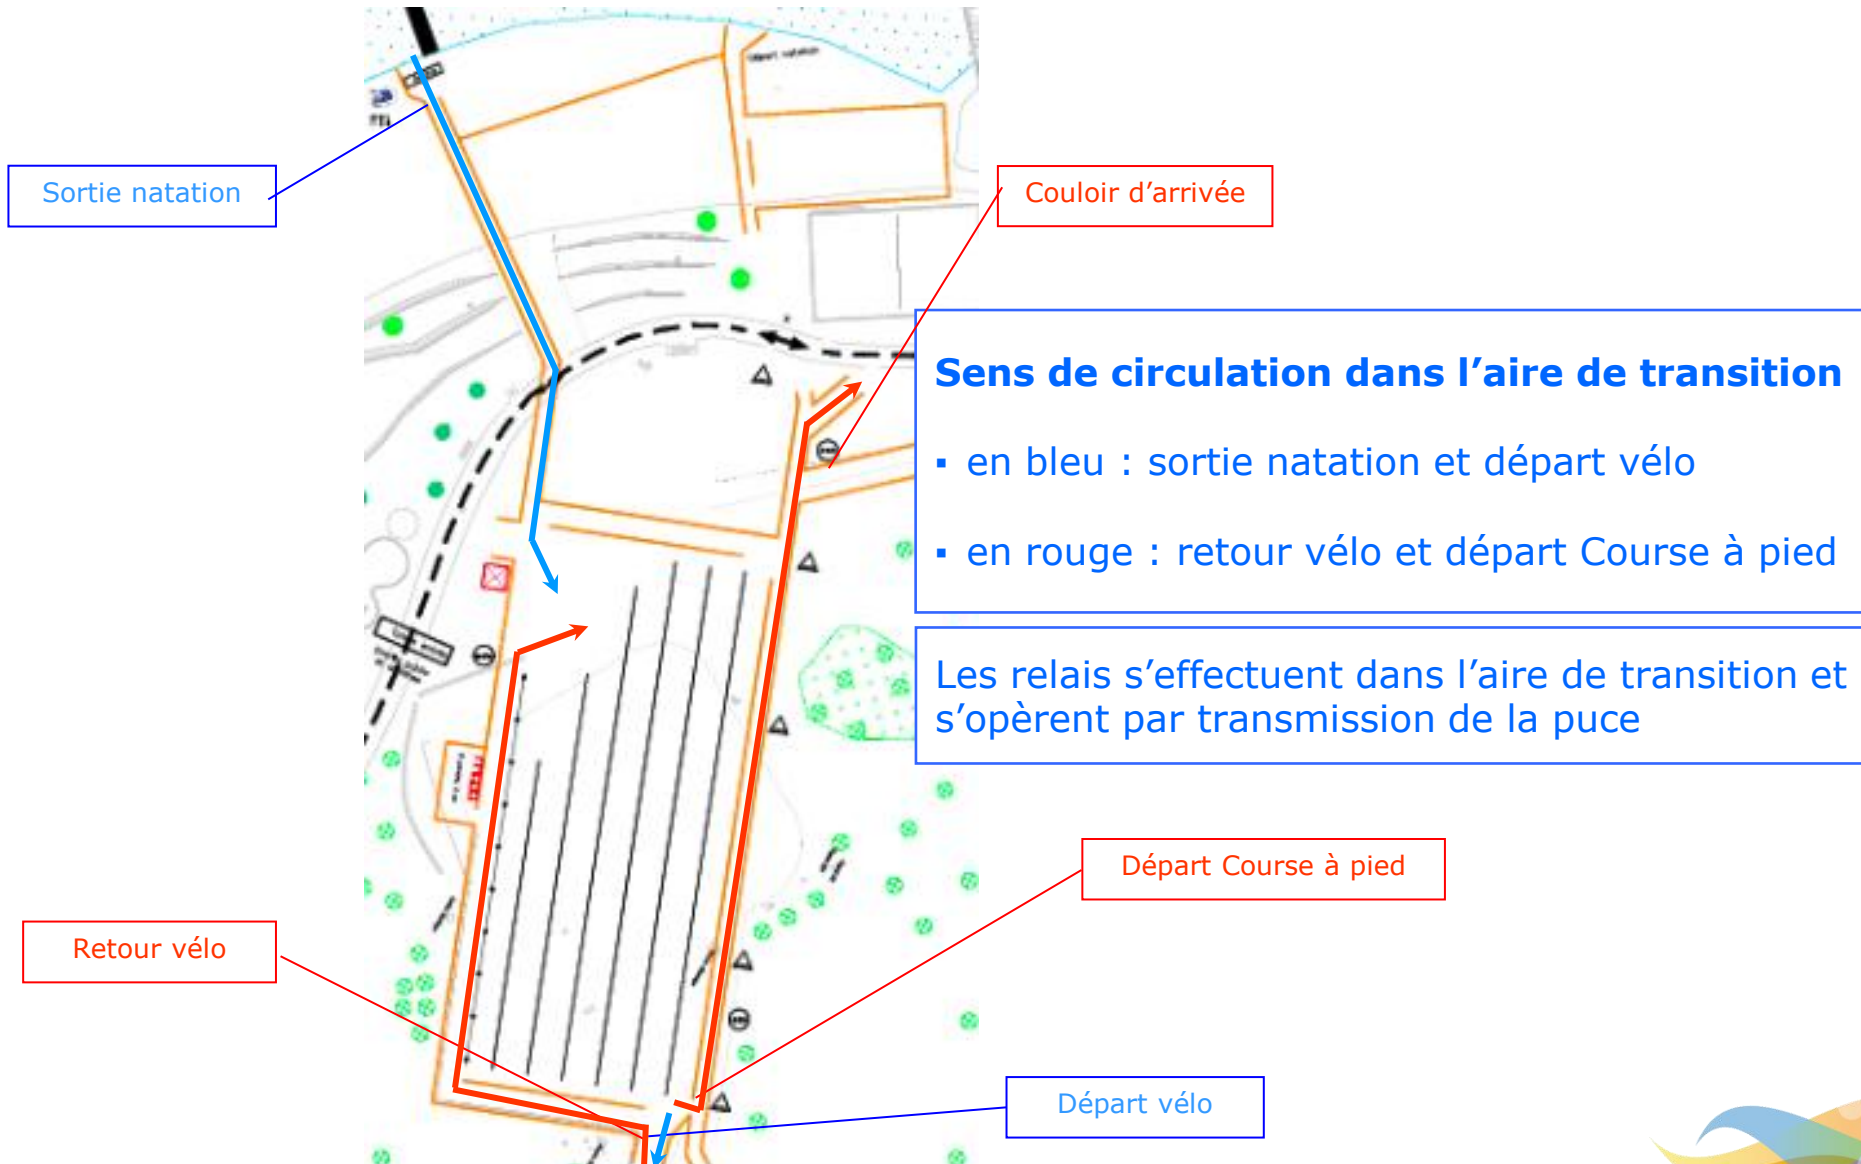 Départ natation
Sortie natation
Couloir d’arrivée
Sens de circulation dans l’aire de transition
▪ en bleu : sortie natation et départ vélo
▪ en rouge : retour vélo et départ Course à pied
Les relais s’effectuent dans l’aire de transition et
s’opèrent par transmission de la puce
Départ Course à pied
Retour vélo
Départ vélo